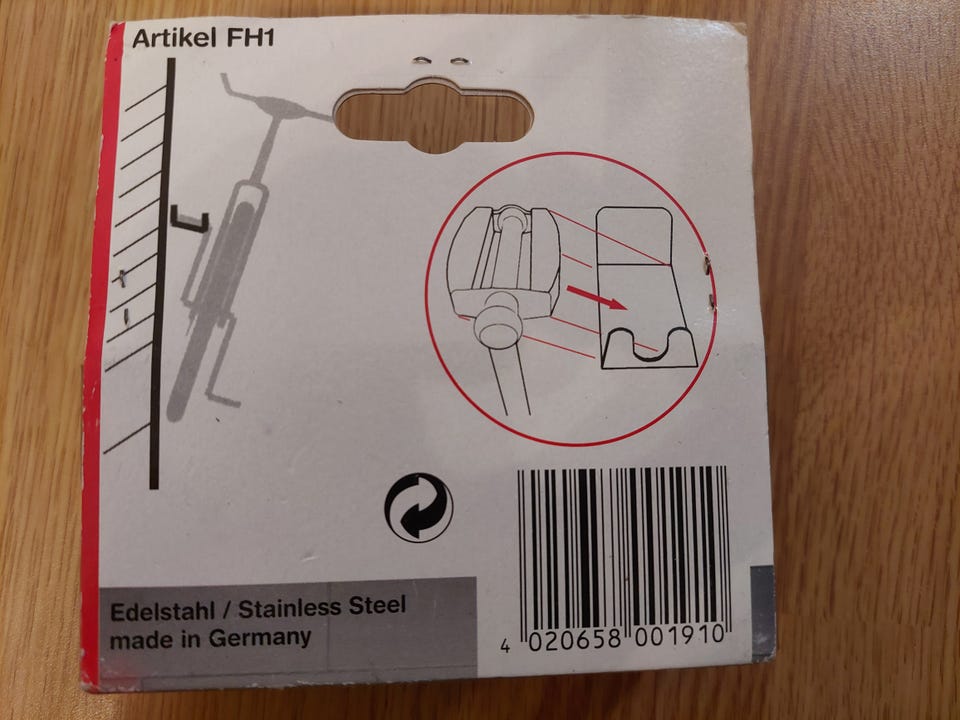 Artikel FH1
Edelstahl / Stainless Steel
made in Germany
4 020658 001910